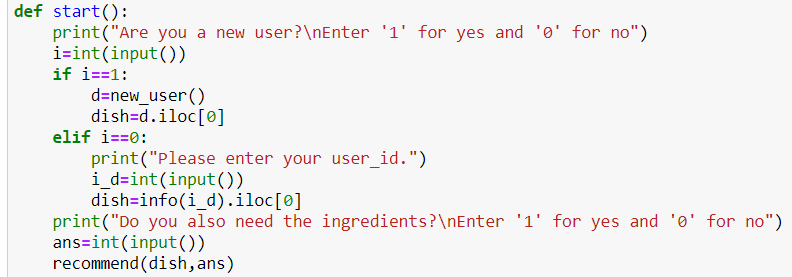 def start():
    print("Are you a new user?\nEnter '1' for yes and '0' for no")
    i=int(input())
    if i==1:
        d=new_user()
        dish=d.iloc[0]
    elif i==0:
        print("Please enter your user_id.")
        i_d=int(input())
        dish=info(i_d).iloc[0]
    print("Do you also need the ingredients?\nEnter '1' for yes and '0' for no")
    ans=int(input())
    recommend(dish,ans)